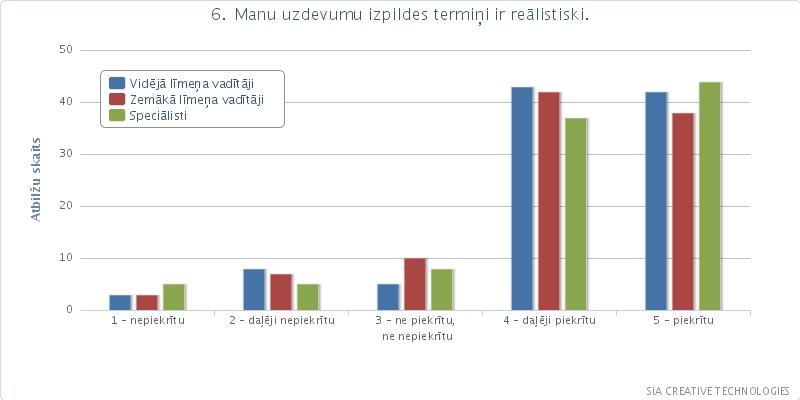 6. Manu uzdevumu izpildes termiņi ir reālistiski.
50
Vidējā līmeņa vadītāji
Zemākā līmeņa vadītāji
Speciālisti
40
30
20
10
0
Atbilžu skaits
1 – nepiekrītu
2 – daļēji nepiekrītu
3 – ne piekrītu,
ne nepiekrītu
4 – daļēji piekrītu
5 – piekrītu
SIA CREATIVE TECHNOLOGIES